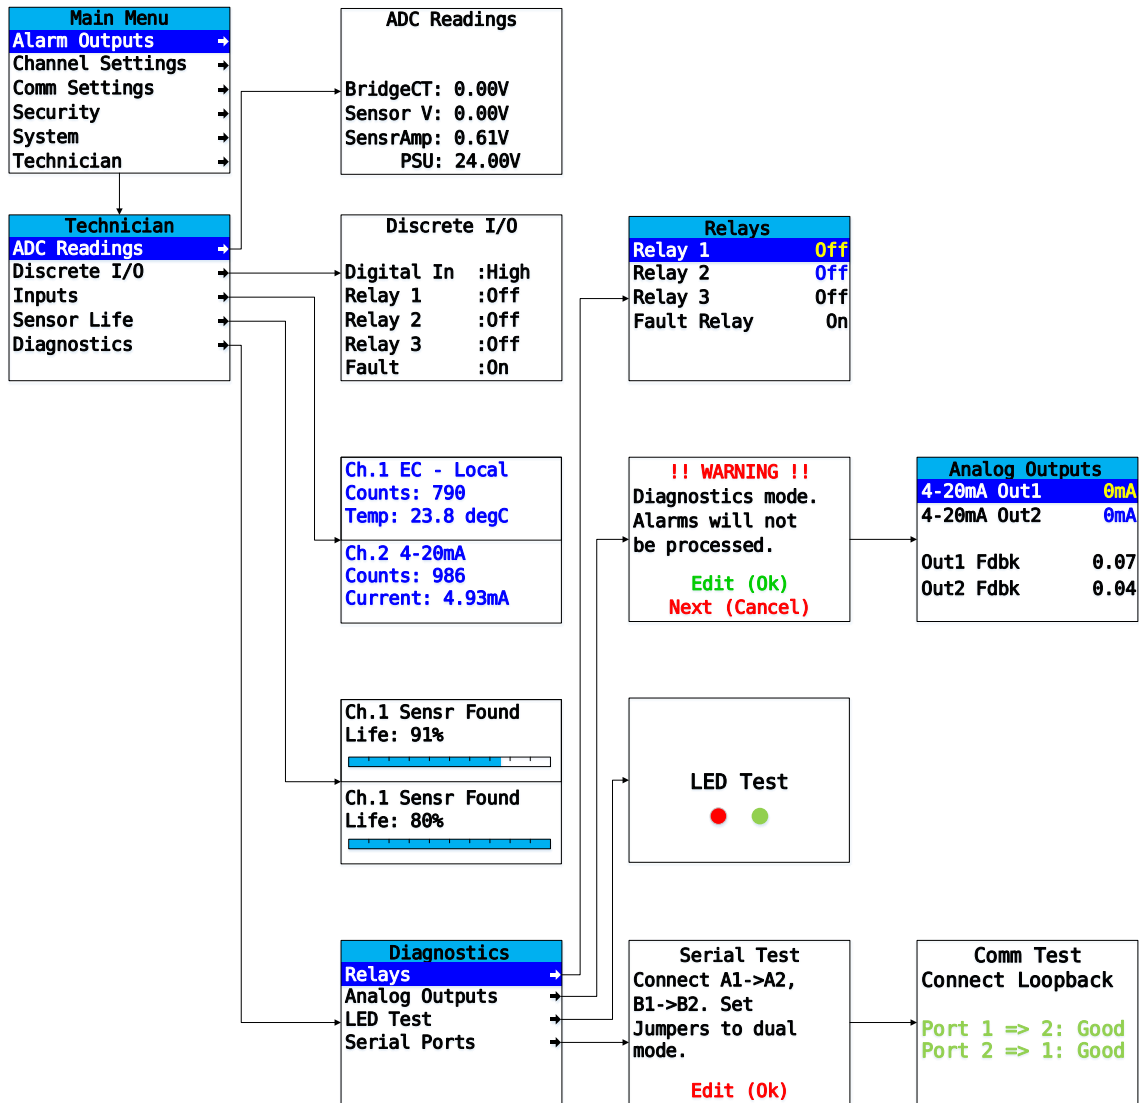 Main Menu
Alarm Outputs
Channel Settings
Comm Settings
Security
System
Technician
ADC Readings
BridgeCT: 0.00V
Sensor V: 0.00V
SensrAmp: 0.61V
PSU: 24.00V
Technician
ADC Readings
Discrete I/O
Inputs
Sensor Life
Diagnostics
Discrete I/O
Digital In :High
Relay 1 :Off
Relay 2 :Off
Relay 3 :Off
Fault :On
Relays
Relay 1 Off
Relay 2 Off
Relay 3 Off
Fault Relay On
Ch.1 EC - Local
Counts: 790
Temp: 23.8 degC
Ch.2 4-20mA
Counts: 986
Current: 4.93mA
!! WARNING !!
Diagnostics mode.
Alarms will not
be processed.
Edit (Ok)
Next (Cancel)
Analog Outputs
4-20mA Out1 0mA
4-20mA Out2 0mA
Out1 Fdbk 0.07
Out2 Fdbk 0.04
Ch.1 Sensr Found
Life: 91%
Ch.1 Sensr Found
Life: 80%
LED Test
Diagnostics
Relays
Analog Outputs
LED Test
Serial Ports
Serial Test
Connect A1->A2,
B1->B2. Set
Jumpers to dual
mode.
Edit (Ok)
Comm Test
Connect Loopback
Port 1 => 2: Good
Port 2 => 1: Good